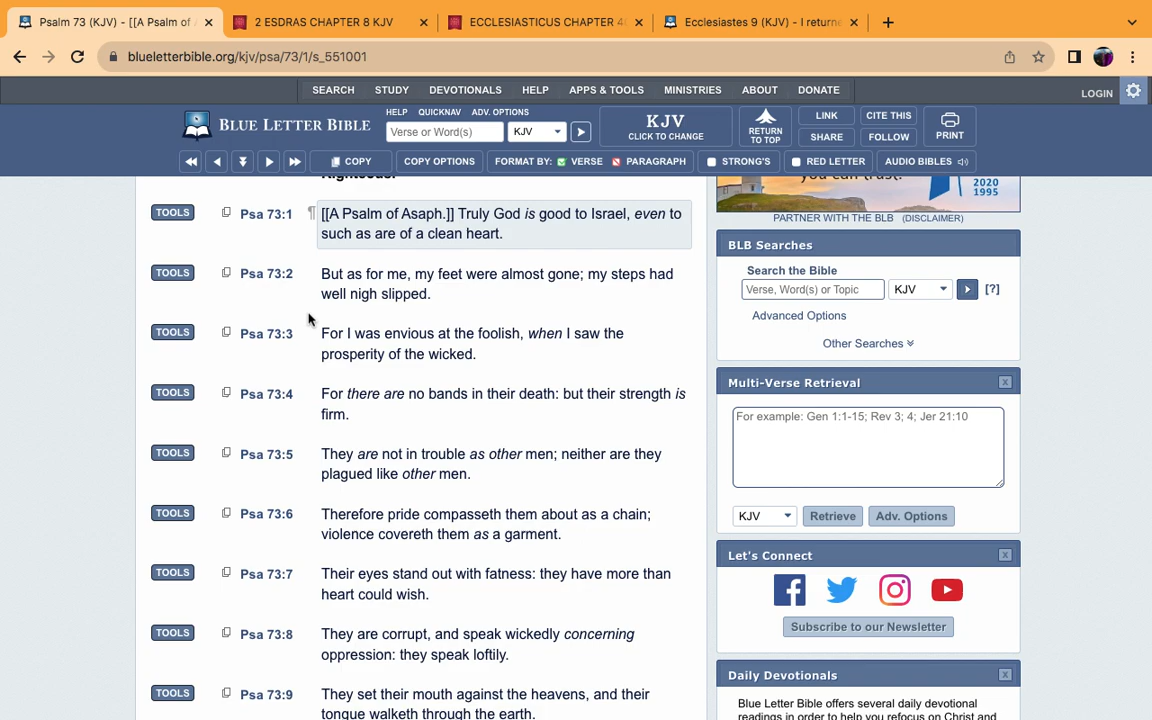 Psalm 73 (KJV) - [[A Psalm of
2 ESDRAS CHAPTER 8 KJV
ECCLESIASTICUS CHAPTER 4
Ecclesiastes 9 (KJV) - I returne
blueletterbible.org/kjv/psa/73/1/s_551001
SEARCH STUDY DEVOTIONALS HELP APPS & TOOLS MINISTRIES ABOUT DONATE
LOGIN
BLUE LETTER BIBLE
HELP QUICKNAV ADV. OPTIONS
Verse or Word(s) KJV
KJV
CLICK TO CHANGE
RETURN
TO TOP
LINK
CITE THIS
SHARE
FOLLOW
PRINT
COPY COPY OPTIONS FORMAT BY: VERSE PARAGRAPH STRONG'S RED LETTER AUDIO BIBLES
Righteous.
TOOLS Psa 73:1 ¶ [[A Psalm of Asaph.]] Truly God is good to Israel, even to
such as are of a clean heart.
TOOLS Psa 73:2 But as for me, my feet were almost gone; my steps had
well nigh slipped.
TOOLS Psa 73:3 For I was envious at the foolish, when I saw the
prosperity of the wicked.
TOOLS Psa 73:4 For there are no bands in their death: but their strength is
firm.
TOOLS Psa 73:5 They are not in trouble as other men; neither are they
plagued like other men.
TOOLS Psa 73:6 Therefore pride compasseth them about as a chain;
violence covereth them as a garment.
TOOLS Psa 73:7 Their eyes stand out with fatness: they have more than
heart could wish.
TOOLS Psa 73:8 They are corrupt, and speak wickedly concerning
oppression: they speak loftily.
TOOLS Psa 73:9 They set their mouth against the heavens, and their
tongue walketh through the earth.
you can trust.
2020
1995
PARTNER WITH THE BLB (DISCLAIMER)
BLB Searches
Search the Bible
Verse, Word(s) or Topic KJV [?]
Advanced Options
Other Searches
Multi-Verse Retrieval x
For example: Gen 1:1-15; Rev 3; 4; Jer 21:10
KJV Retrieve Adv. Options
Let's Connect x
Subscribe to our Newsletter
Daily Devotionals x
Blue Letter Bible offers several daily devotional
readings in order to help you refocus on Christ and